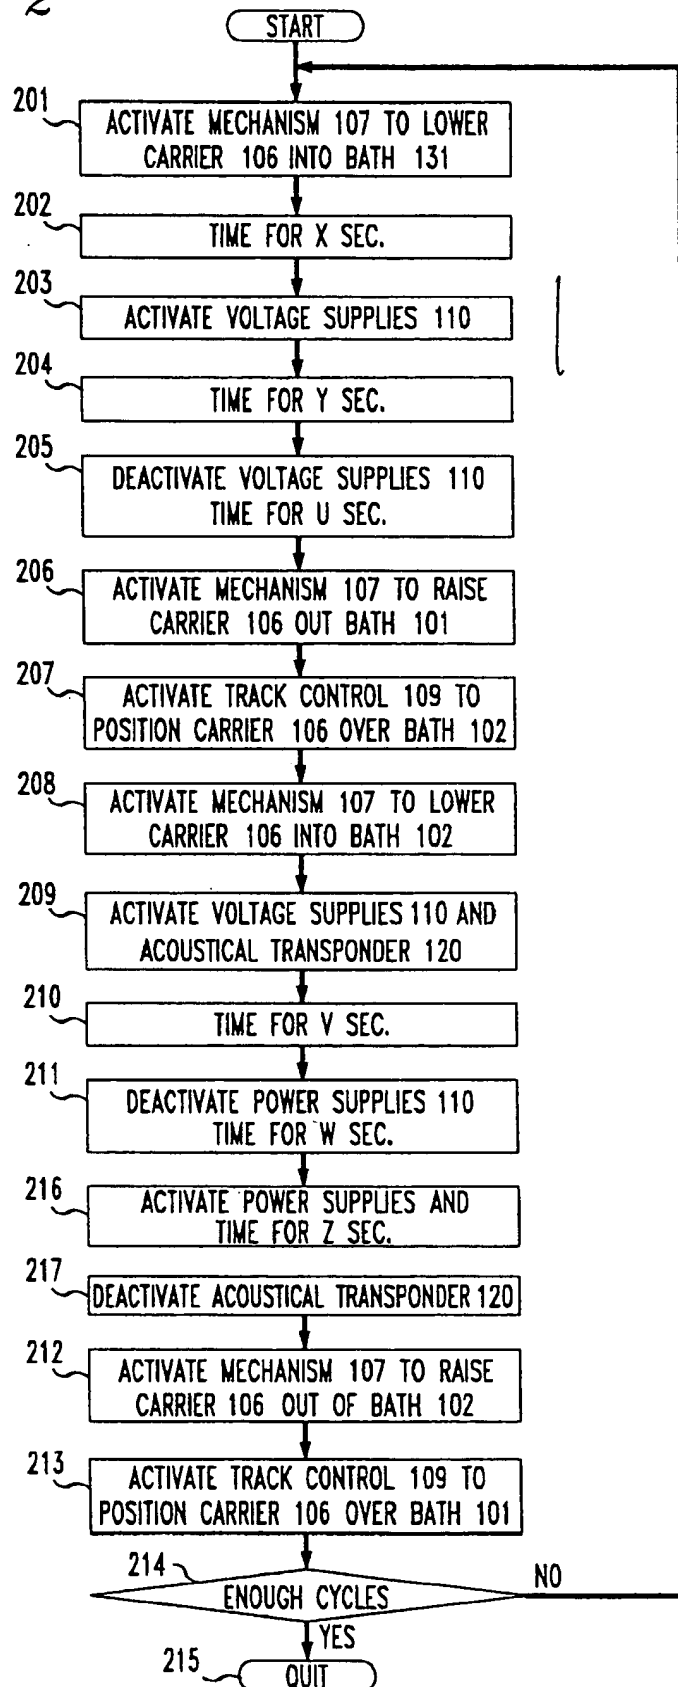 2
START
201
ACTIVATE MECHANISM 107 TO LOWER
CARRIER 106 INTO BATH 131
202
TIME FOR X SEC.
203
ACTIVATE VOLTAGE SUPPLIES 110
204
TIME FOR Y SEC.
205
DEACTIVATE VOLTAGE SUPPLIES 110
TIME FOR U SEC.
206
ACTIVATE MECHANISM 107 TO RAISE
CARRIER 106 OUT BATH 101
207
ACTIVATE TRACK CONTROL 109 TO
POSITION CARRIER 106 OVER BATH 102
208
ACTIVATE MECHANISM 107 TO LOWER
CARRIER 106 INTO BATH 102
209
ACTIVATE VOLTAGE SUPPLIES 110 AND
ACOUSTICAL TRANSPONDER 120
210
TIME FOR V SEC.
211
DEACTIVATE POWER SUPPLIES 110
TIME FOR W SEC.
216
ACTIVATE POWER SUPPLIES AND
TIME FOR Z SEC.
217
DEACTIVATE ACOUSTICAL TRANSPONDER 120
212
ACTIVATE MECHANISM 107 TO RAISE
CARRIER 106 OUT OF BATH 102
213
ACTIVATE TRACK CONTROL 109 TO
POSITION CARRIER 106 OVER BATH 101
214
ENOUGH CYCLES
NO
YES
215
QUIT